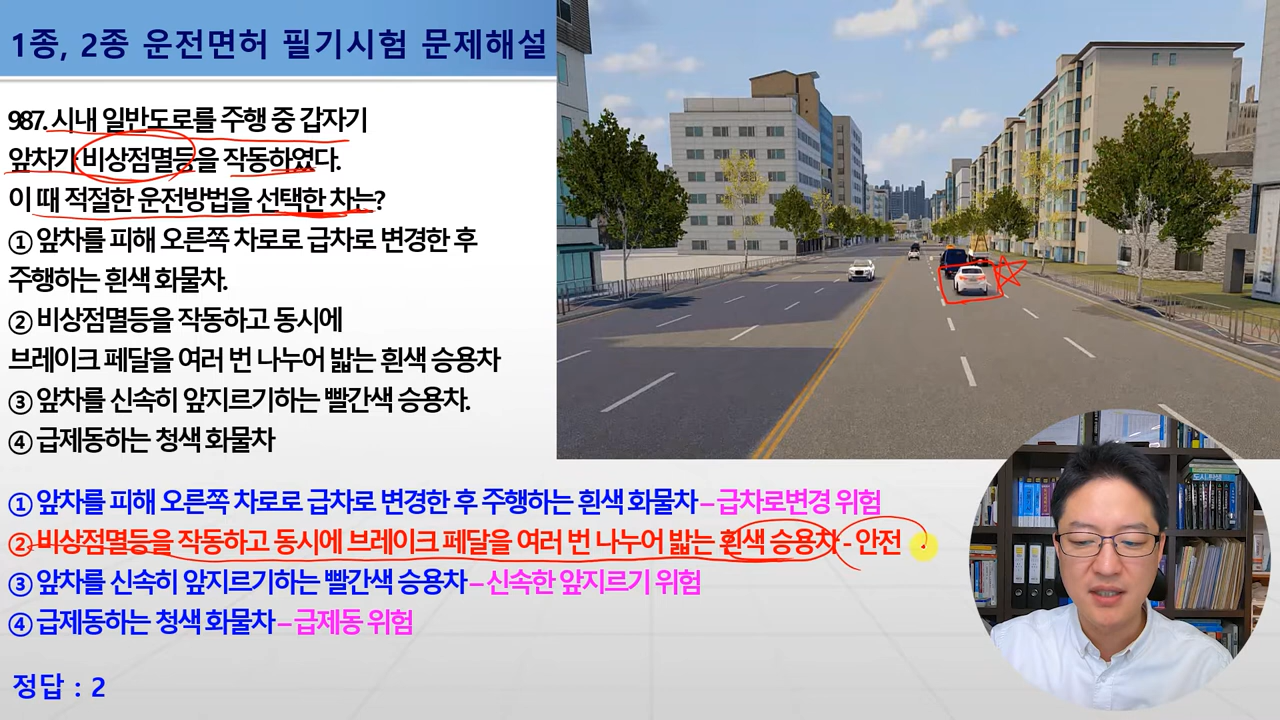 1종, 2종 운전면허 필기시험 문제해설
987. 시내 일반도로를 주행 중 갑자기
앞차가 비상점멸등을 작동하였다.
이 때 적절한 운전방법을 선택한 차는?
① 앞차를 피해 오른쪽 차로로 급차로 변경한 후
주행하는 흰색 화물차.
② 비상점멸등을 작동하고 동시에
브레이크 페달을 여러 번 나누어 밟는 흰색 승용차
③ 앞차를 신속히 앞지르기하는 빨간색 승용차.
④ 급제동하는 청색 화물차
① 앞차를 피해 오른쪽 차로로 급차로 변경한 후 주행하는 흰색 화물차 – 급차로변경 위험
② 비상점멸등을 작동하고 동시에 브레이크 페달을 여러 번 나누어 밟는 흰색 승용차 - 안전
③ 앞차를 신속히 앞지르기하는 빨간색 승용차 – 신속한 앞지르기 위험
④ 급제동하는 청색 화물차 – 급제동 위험
정답 : 2